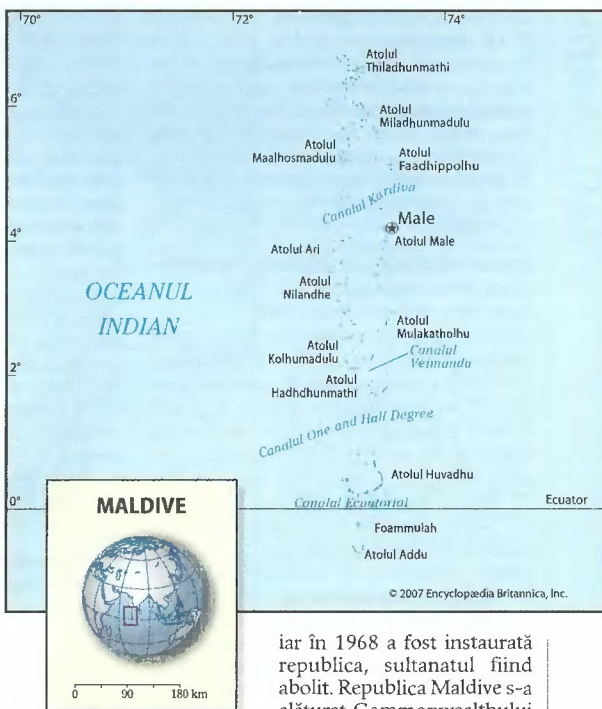 70°
72°
74°
Atolul
Thiladhunmathi
6°
Atolul
Miladhunmadulu
Atolul
Maalhosmadulu
Atolul
Faadhippolhu
Canalul Kardiva
Male
4°
Atolul Male
Atolul Ari
OCEANUL
INDIAN
Atolul
Nilandhe
Atolul
Mulakatholhu
Atolul
Kolhumadulu
Canalul
Veimandu
2°
Atolul
Hadhdhunmathi
Canalul One and Half Degree
Atolul Huvadhu
0°
Canalul Ecuatorial
Ecuator
Foammulah
Atolul Addu
© 2007 Encyclopædia Britannica, Inc.
MALDIVE
0 90 180 km
iar în 1968 a fost instaurată
republica, sultanatul fiind
abolit. Republica Maldive s-a